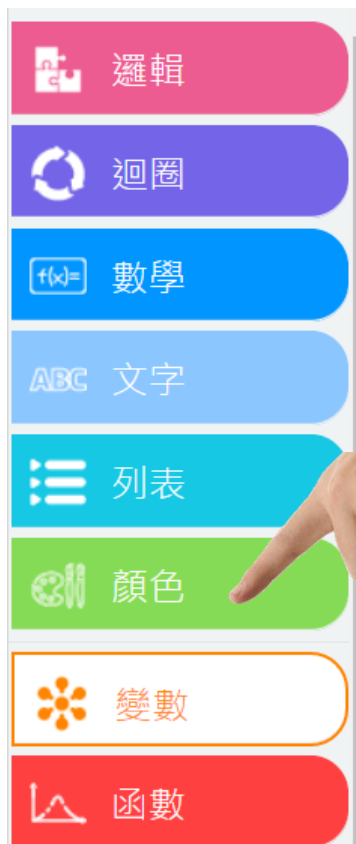 邏輯
迴圈
f(x)= 數學
ABC 文字
列表
顏色
變數
函數